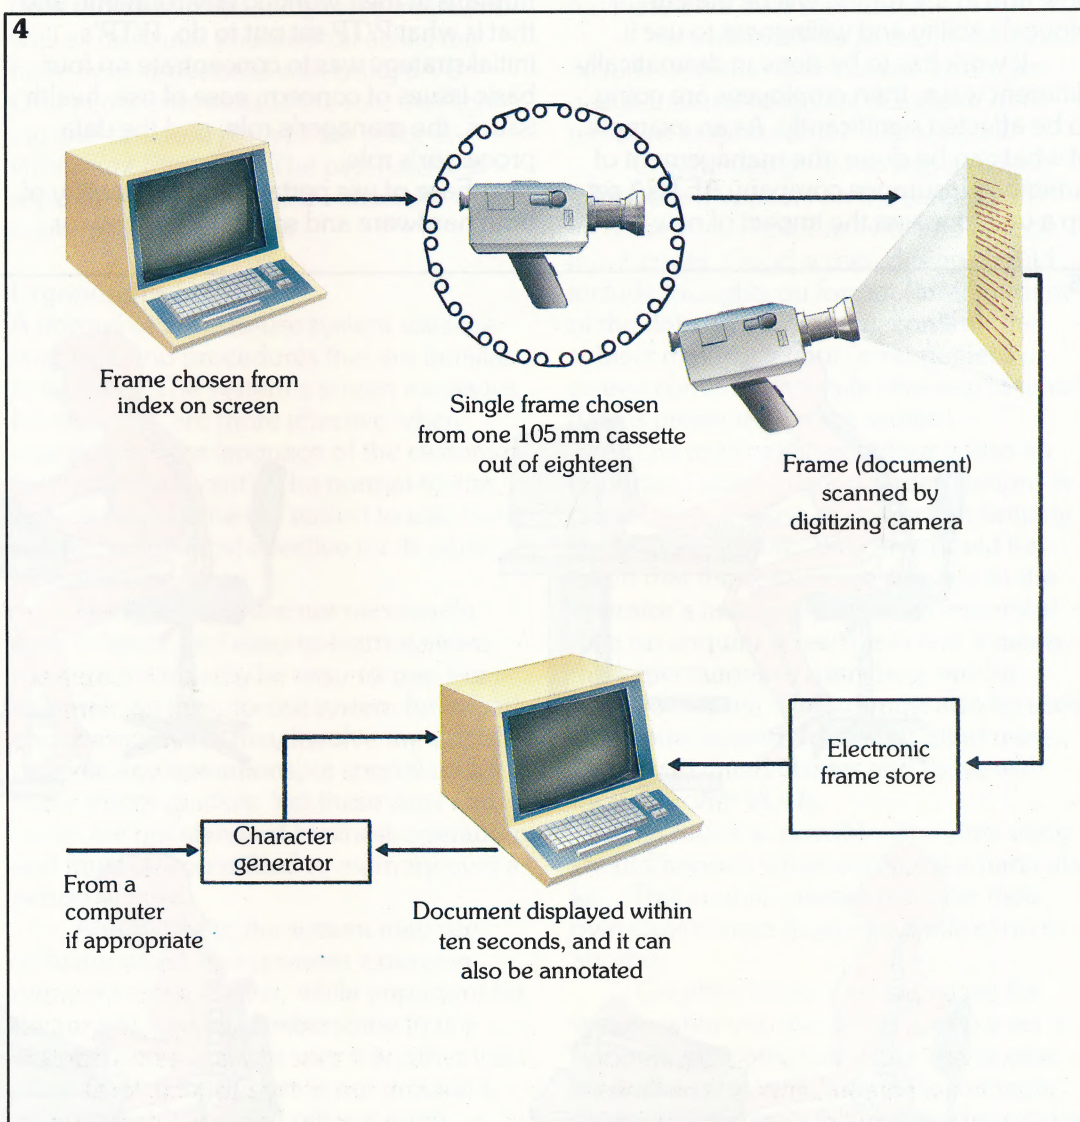 4
Frame chosen from
index on screen
Single frame chosen
from one 105 mm cassette
out of eighteen
Frame (document)
scanned by
digitizing camera
Electronic
frame store
Character
generator
From a
computer
if appropriate
Document displayed within
ten seconds, and it can
also be annotated